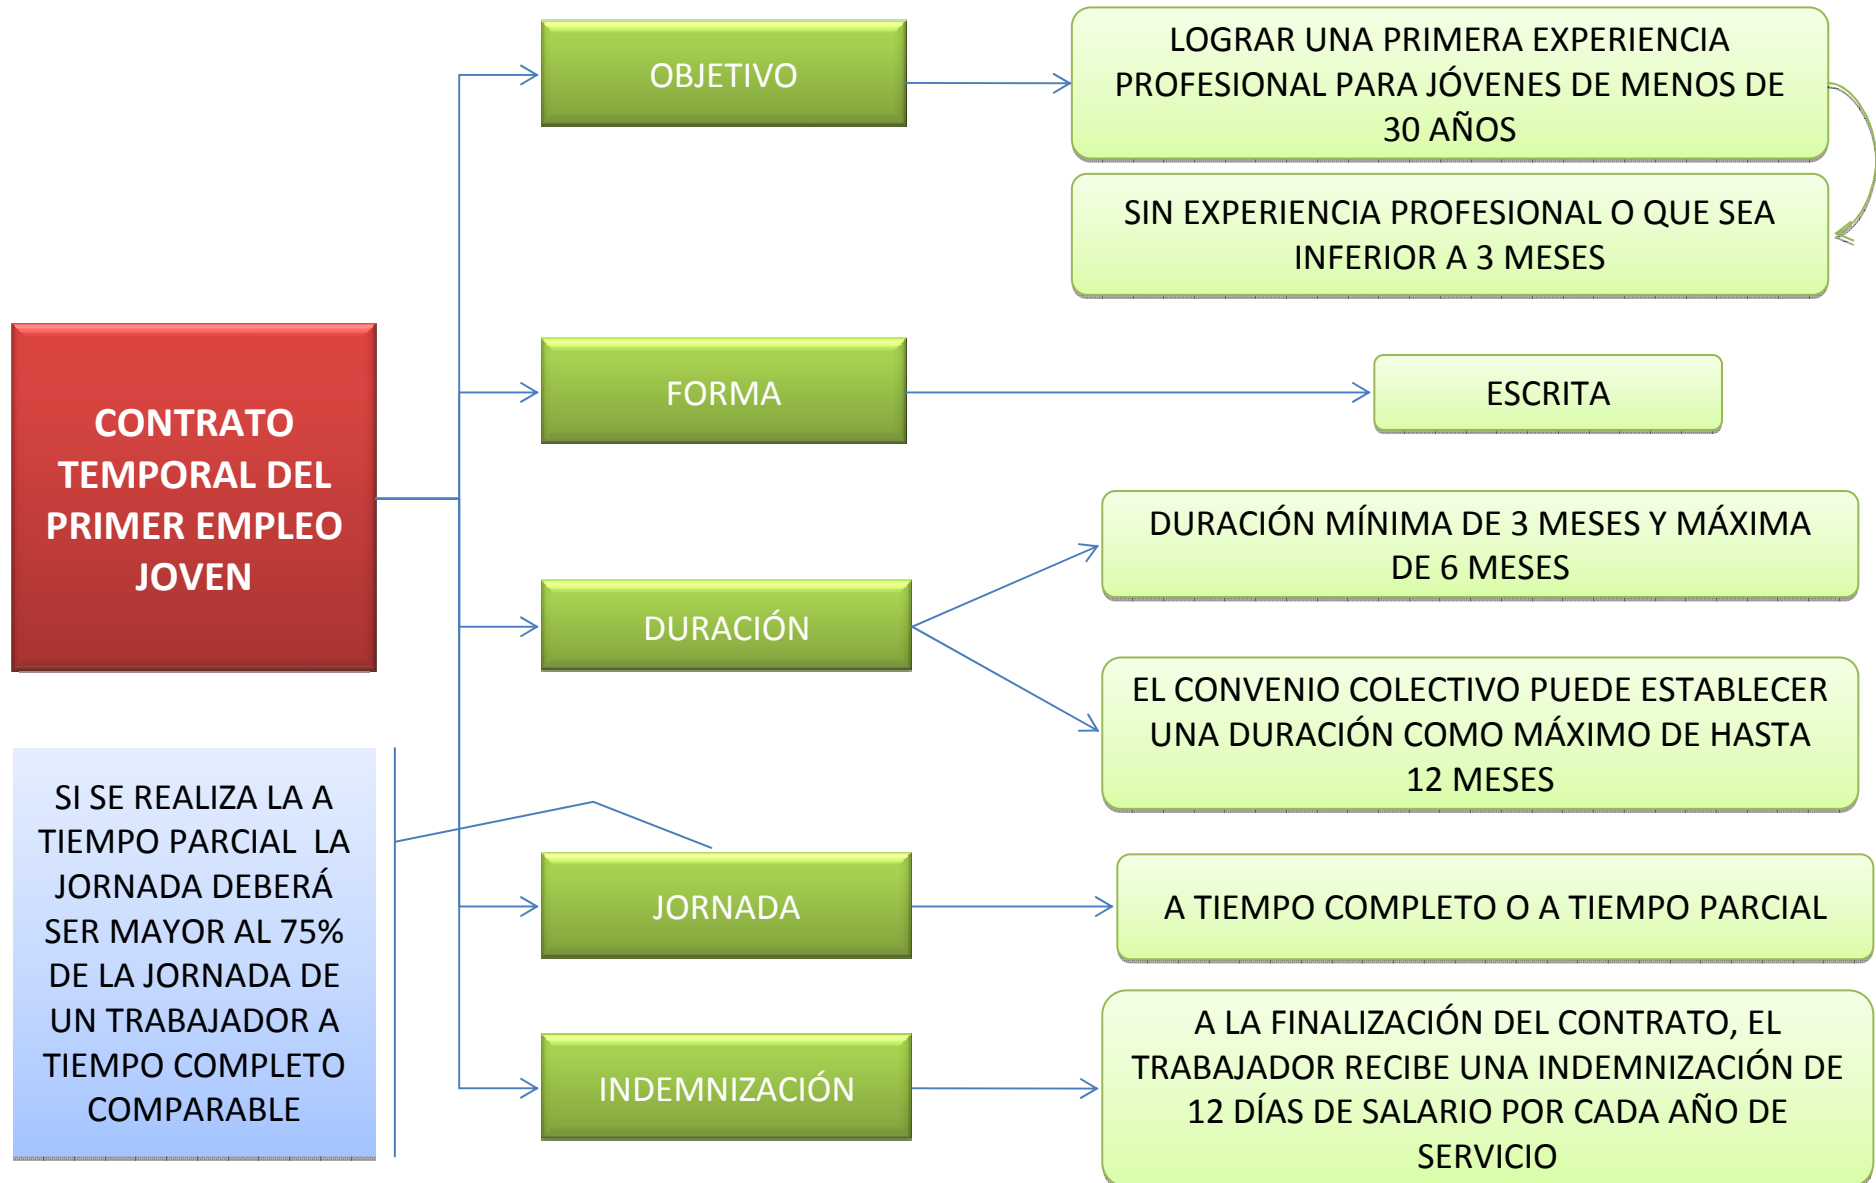 OBJETIVO
LOGRAR UNA PRIMERA EXPERIENCIA
PROFESIONAL PARA JÓVENES DE MENOS DE
30 AÑOS
SIN EXPERIENCIA PROFESIONAL O QUE SEA
INFERIOR A 3 MESES
CONTRATO
TEMPORAL DEL
PRIMER EMPLEO
JOVEN
FORMA
ESCRITA
DURACIÓN
DURACIÓN MÍNIMA DE 3 MESES Y MÁXIMA
DE 6 MESES
EL CONVENIO COLECTIVO PUEDE ESTABLECER
UNA DURACIÓN COMO MÁXIMO DE HASTA
12 MESES
SI SE REALIZA LA A
TIEMPO PARCIAL LA
JORNADA DEBERÁ
SER MAYOR AL 75%
DE LA JORNADA DE
UN TRABAJADOR A
TIEMPO COMPLETO
COMPARABLE
JORNADA
A TIEMPO COMPLETO O A TIEMPO PARCIAL
INDEMNIZACIÓN
A LA FINALIZACIÓN DEL CONTRATO, EL
TRABAJADOR RECIBE UNA INDEMNIZACIÓN DE
12 DÍAS DE SALARIO POR CADA AÑO DE
SERVICIO